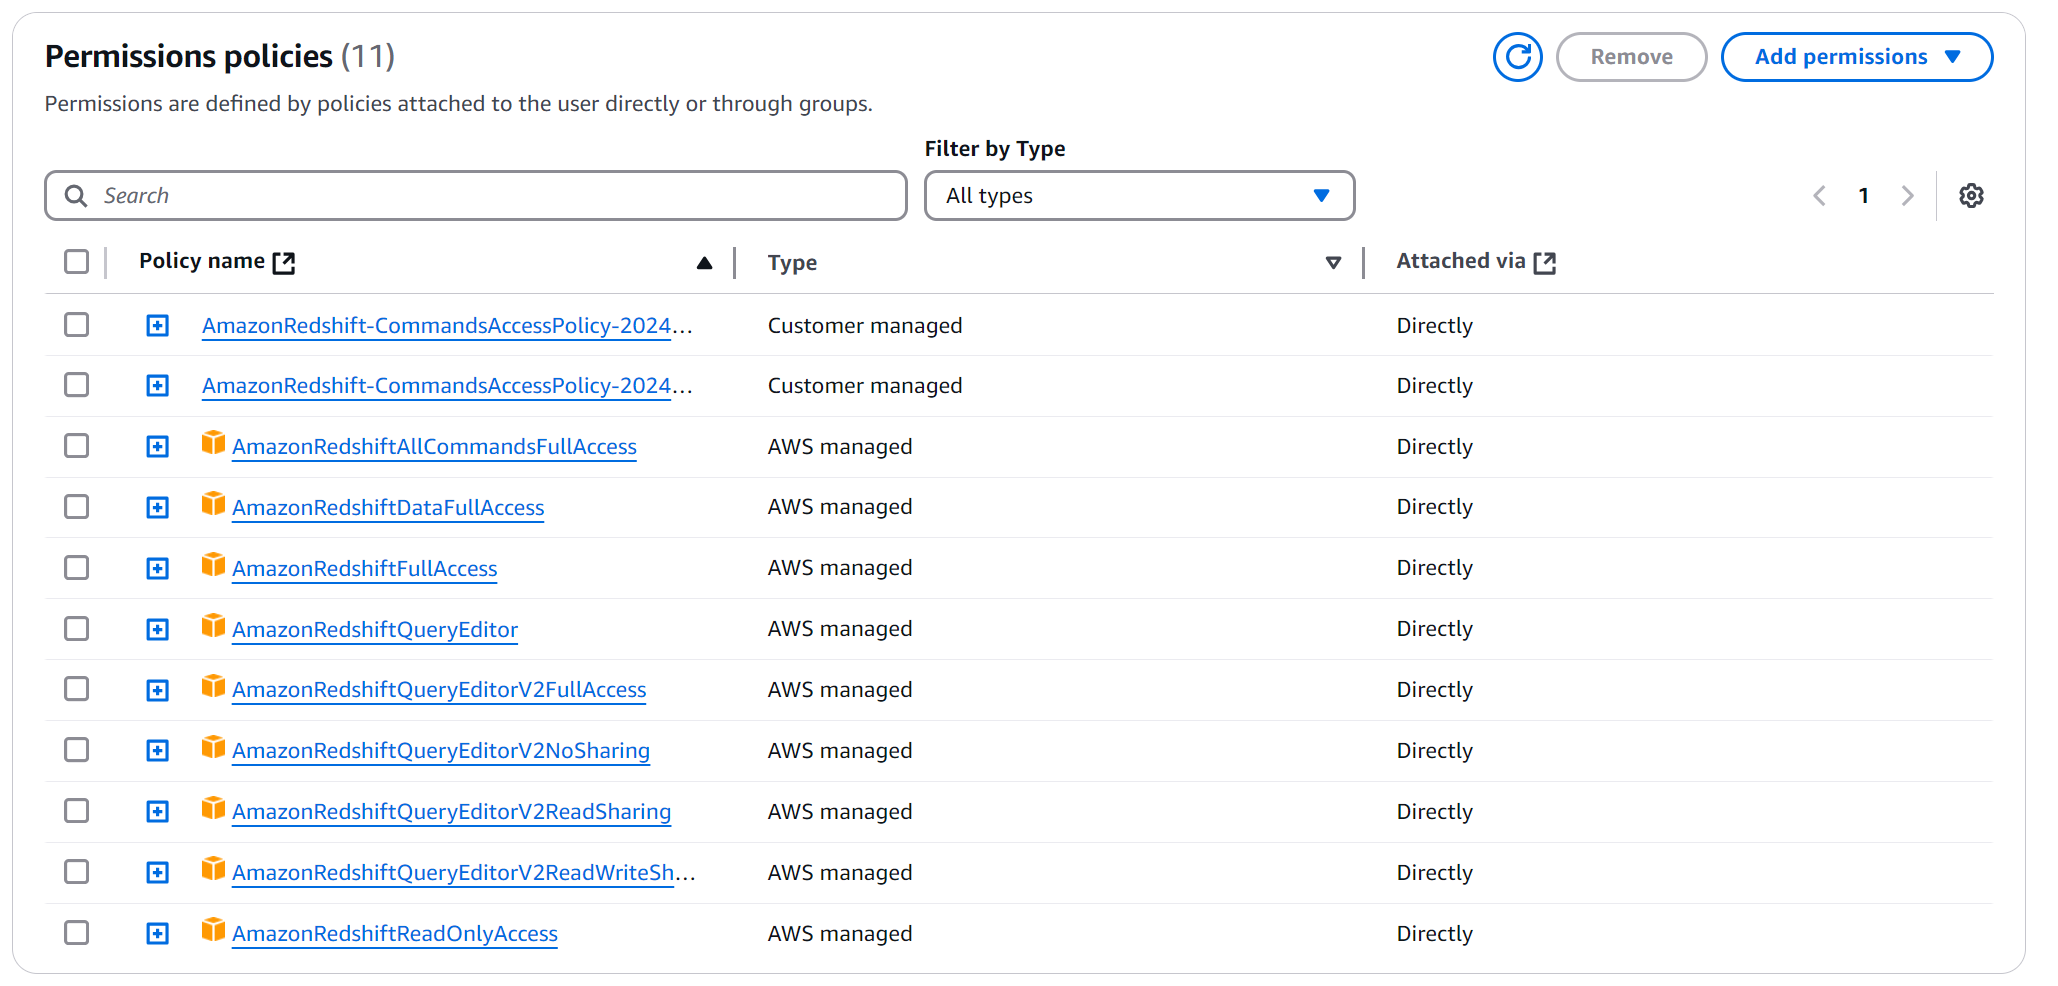 Permissions policies (11)
Remove
Add permissions
Permissions are defined by policies attached to the user directly or through groups.
Filter by Type
Search
All types
1
Policy name
Type
Attached via
AmazonRedshift-CommandsAccessPolicy-2024... Customer managed Directly
AmazonRedshift-CommandsAccessPolicy-2024... Customer managed Directly
AmazonRedshiftAllCommandsFullAccess AWS managed Directly
AmazonRedshiftDataFullAccess AWS managed Directly
AmazonRedshiftFullAccess AWS managed Directly
AmazonRedshiftQueryEditor AWS managed Directly
AmazonRedshiftQueryEditorV2FullAccess AWS managed Directly
AmazonRedshiftQueryEditorV2NoSharing AWS managed Directly
AmazonRedshiftQueryEditorV2ReadSharing AWS managed Directly
AmazonRedshiftQueryEditorV2ReadWriteSh... AWS managed Directly
AmazonRedshiftReadOnlyAccess AWS managed Directly